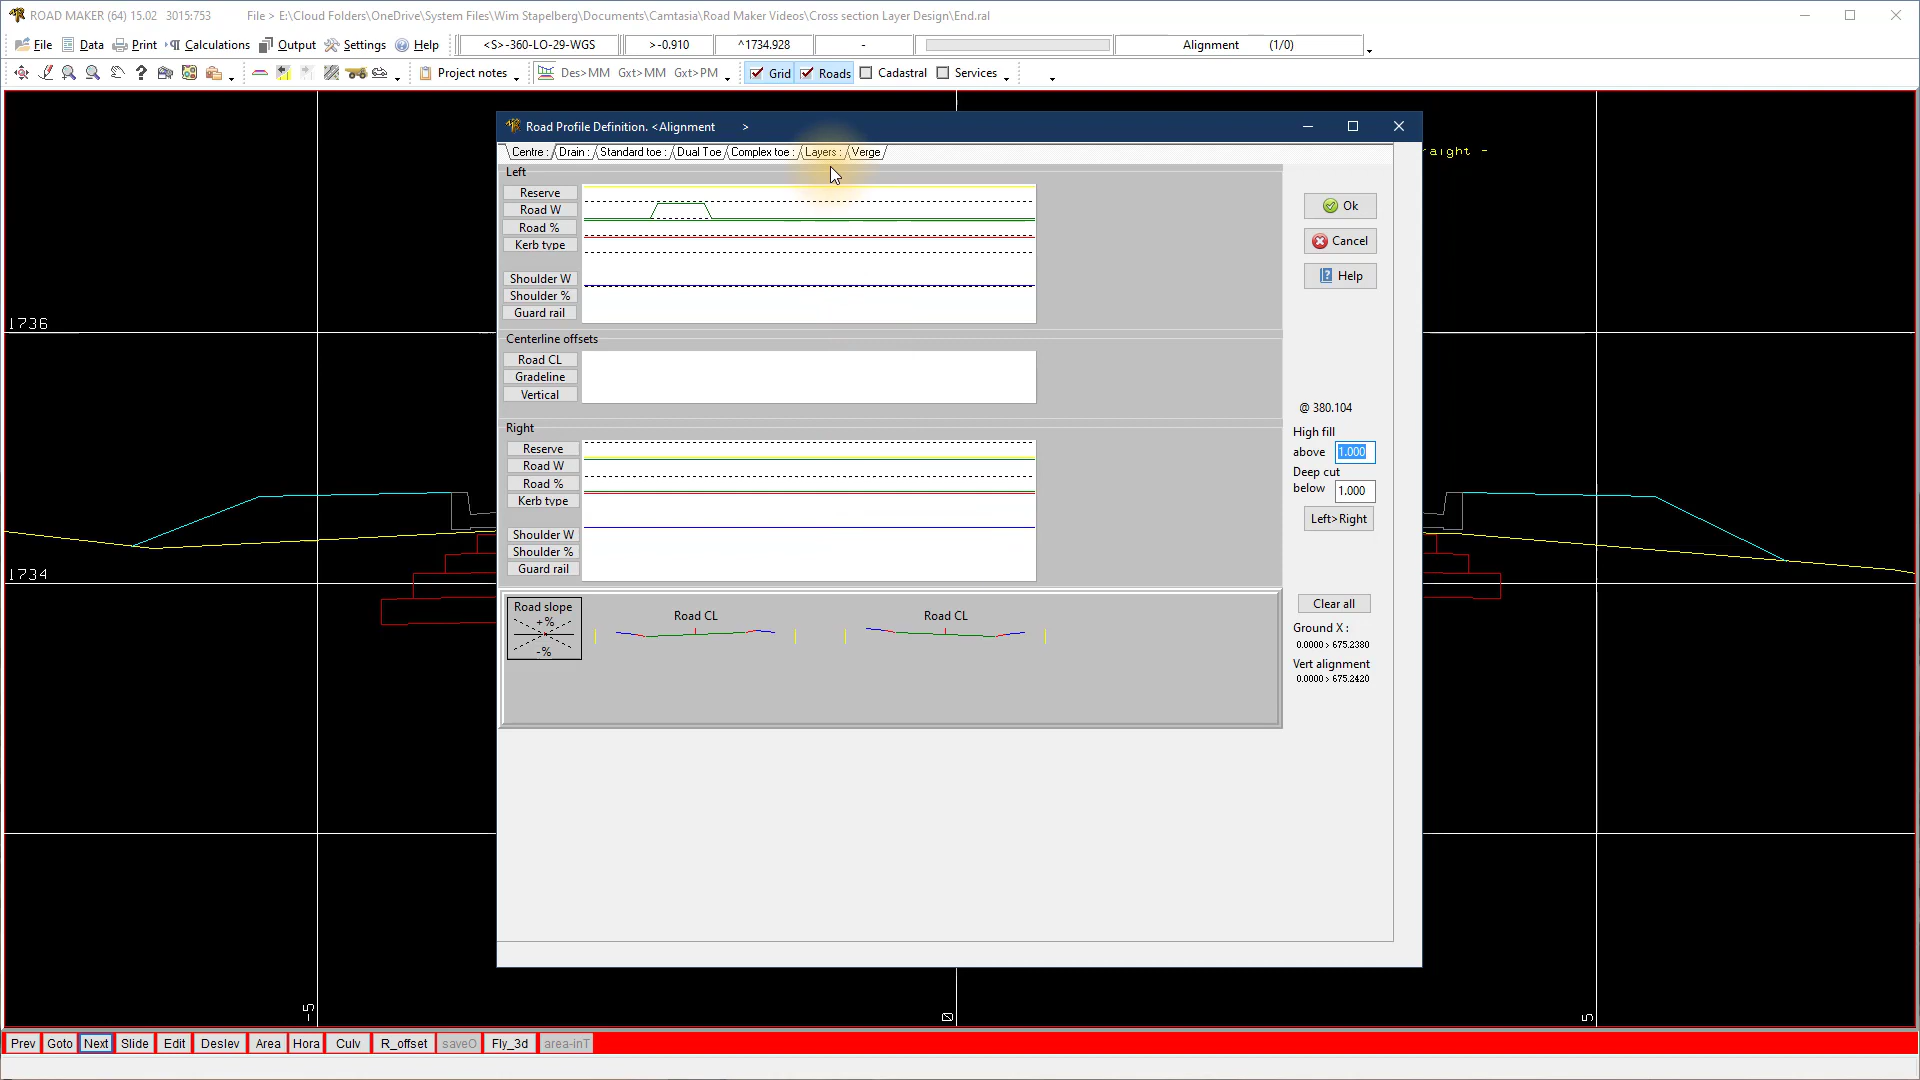 ROAD MAKER (64) 15.02 3015:753 File > E:\Cloud Folders\OneDrive\System Files\Wim Stapelberg\Documents\Camtasia\Road Maker Videos\Cross section Layer Design\End.ral
File Data Print Calculations Output Settings Help <S>-360-LO-29-WGS >-0.910 ^1734.928 - Alignment (1/0)
Project notes Des>MM Gxt>MM Gxt>PM Grid Roads Cadastral Services
Road Profile Definition. <Alignment >
Centre : Drain : Standard toe : Dual Toe Complex toe : Layers : Verge
aight -
Left
Reserve
Road W
Road %
Kerb type
Shoulder W
Shoulder %
Guard rail
Ok
Cancel
Help
1736
Centerline offsets
Road CL
Gradeline
Vertical
@ 380.104
High fill
above 1.000
Deep cut
below 1.000
Left>Right
Right
Reserve
Road W
Road %
Kerb type
Shoulder W
Shoulder %
Guard rail
1734
Road slope
+%
-%
Road CL
Road CL
Clear all
Ground X :
0.0000 > 675.2380
Vert alignment
0.0000 > 675.2420
-5
0
5
Prev Goto Next Slide Edit Deslev Area Hora Culv R_offset saveO Fly_3d area-inT